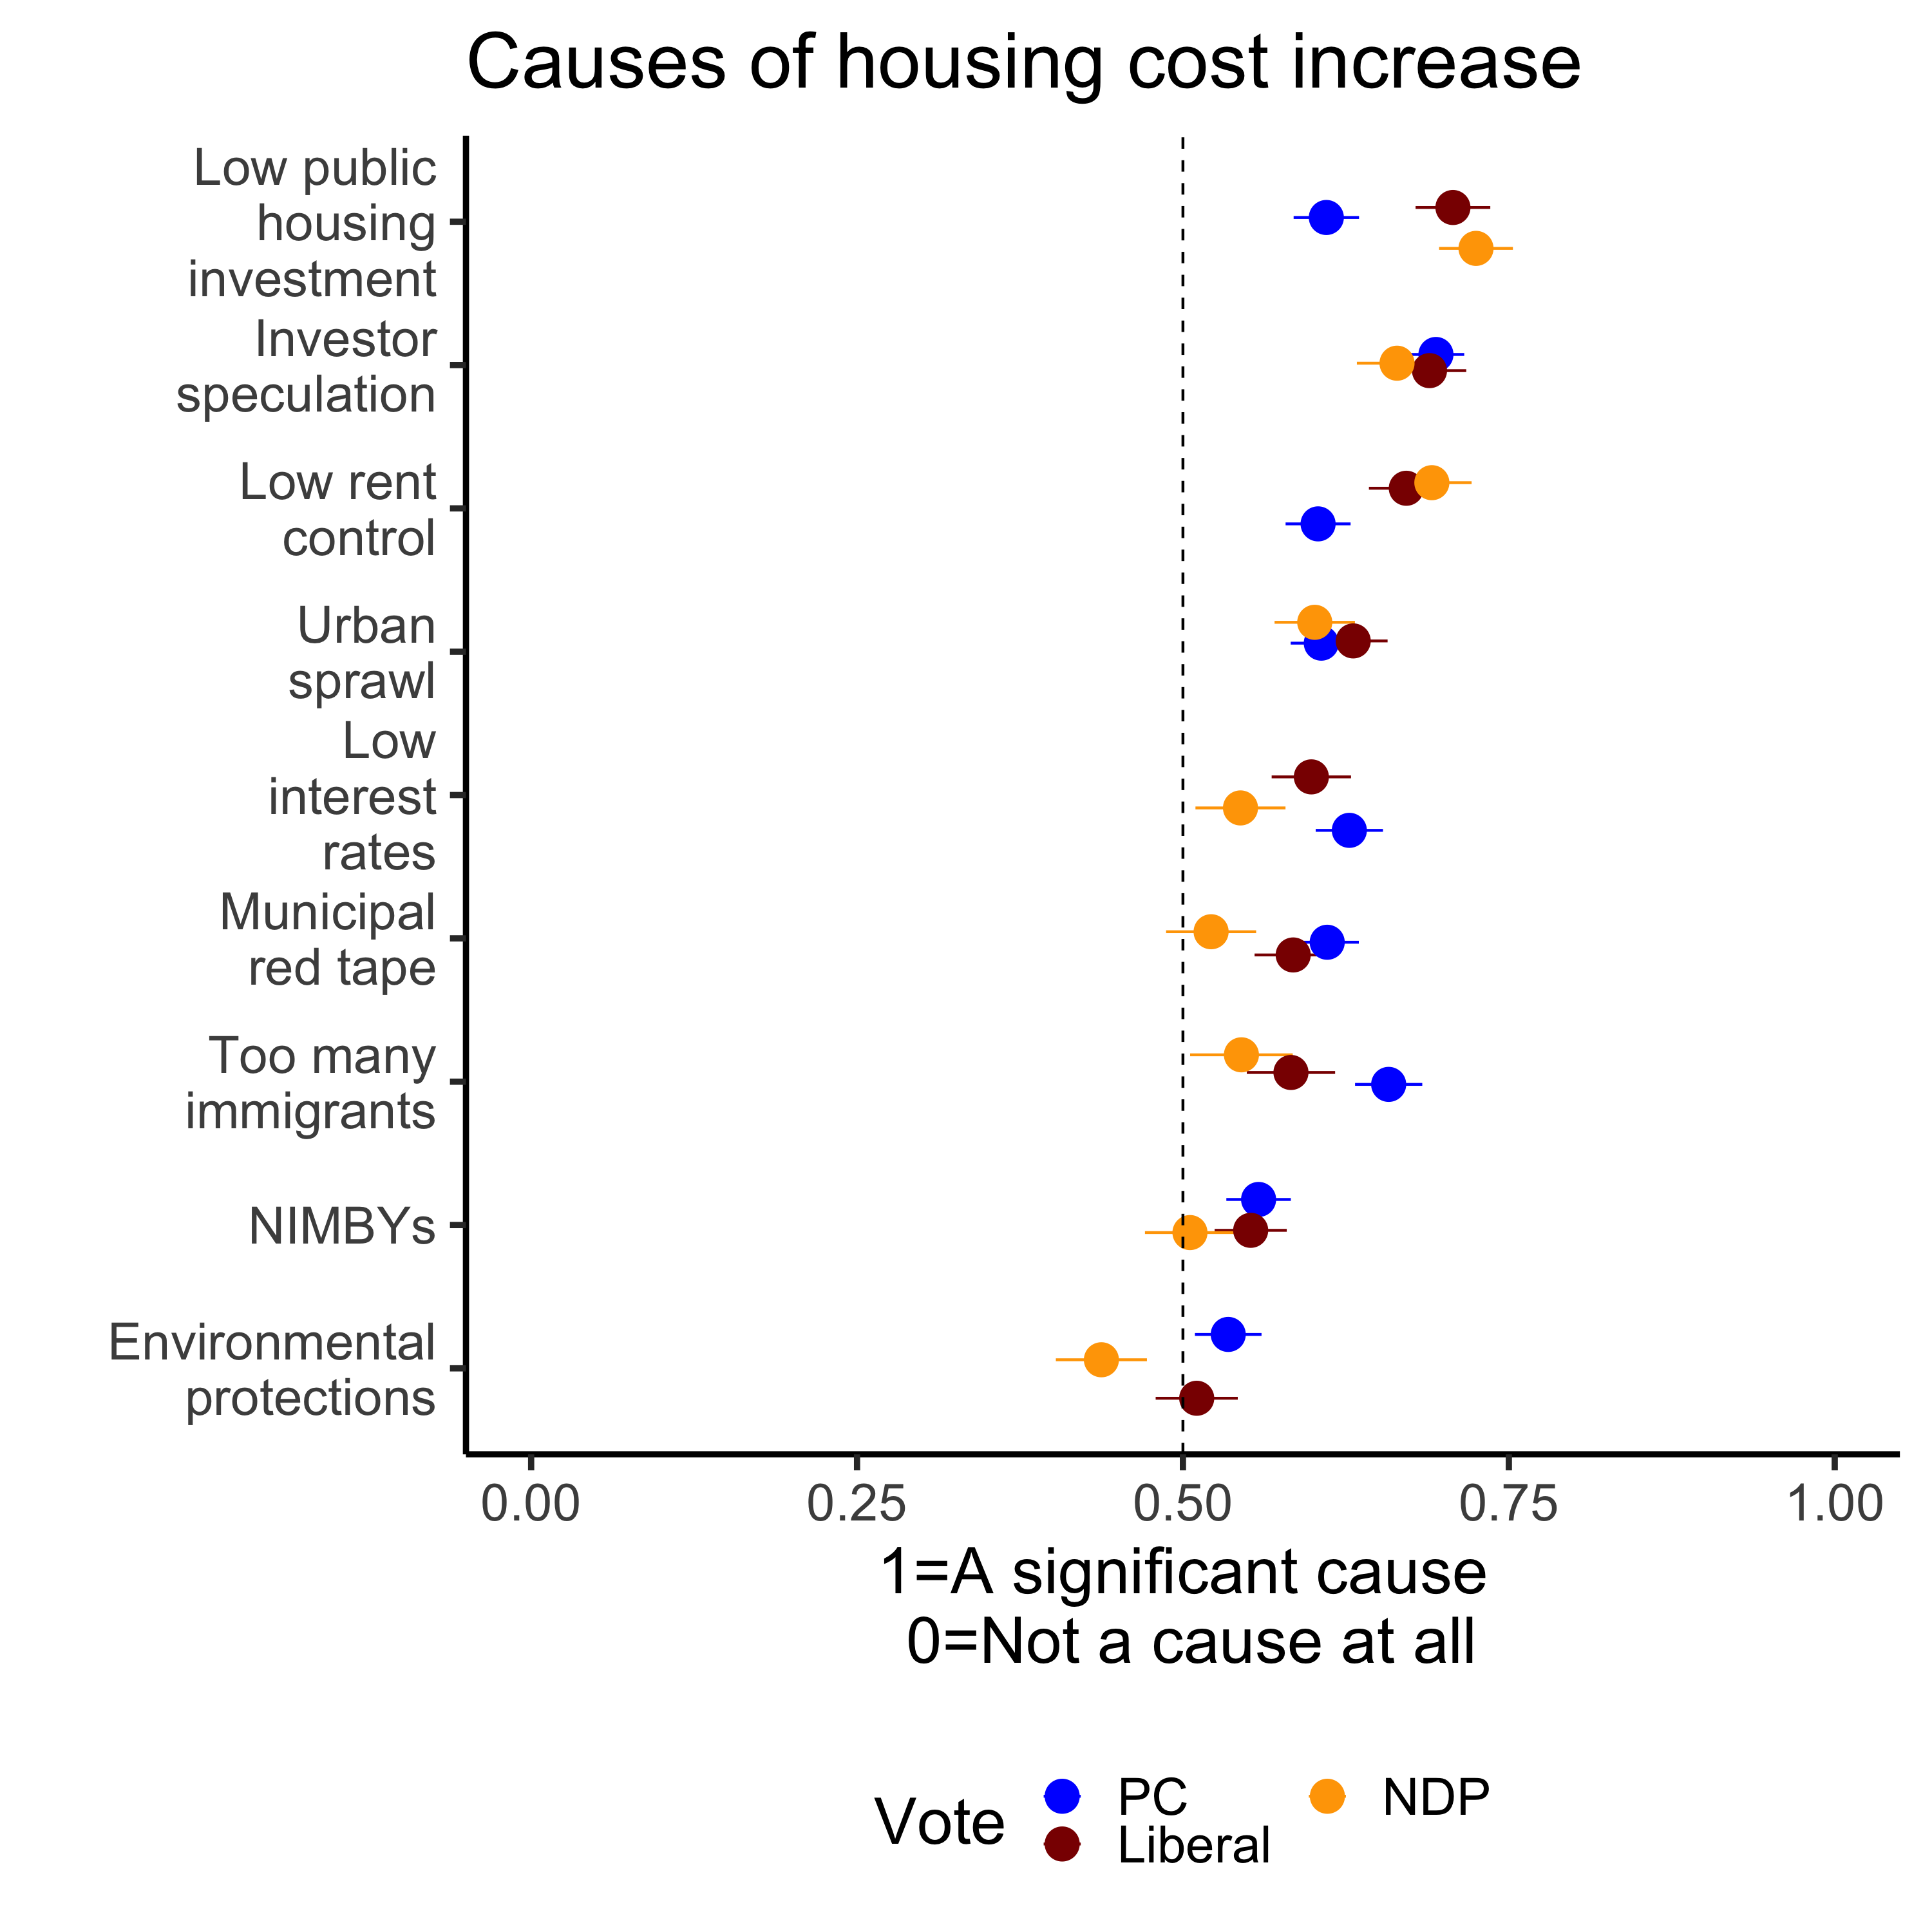 Causes of housing cost increase
Low public
housing
investment
Investor
speculation
Low rent
control
Urban
sprawl
Low
interest
rates
Municipal
red tape
Too many
immigrants
NIMBYs
Environmental
protections
0.00 0.25 0.50 0.75 1.00
1=A significant cause
0=Not a cause at all
Vote
PC NDP
Liberal